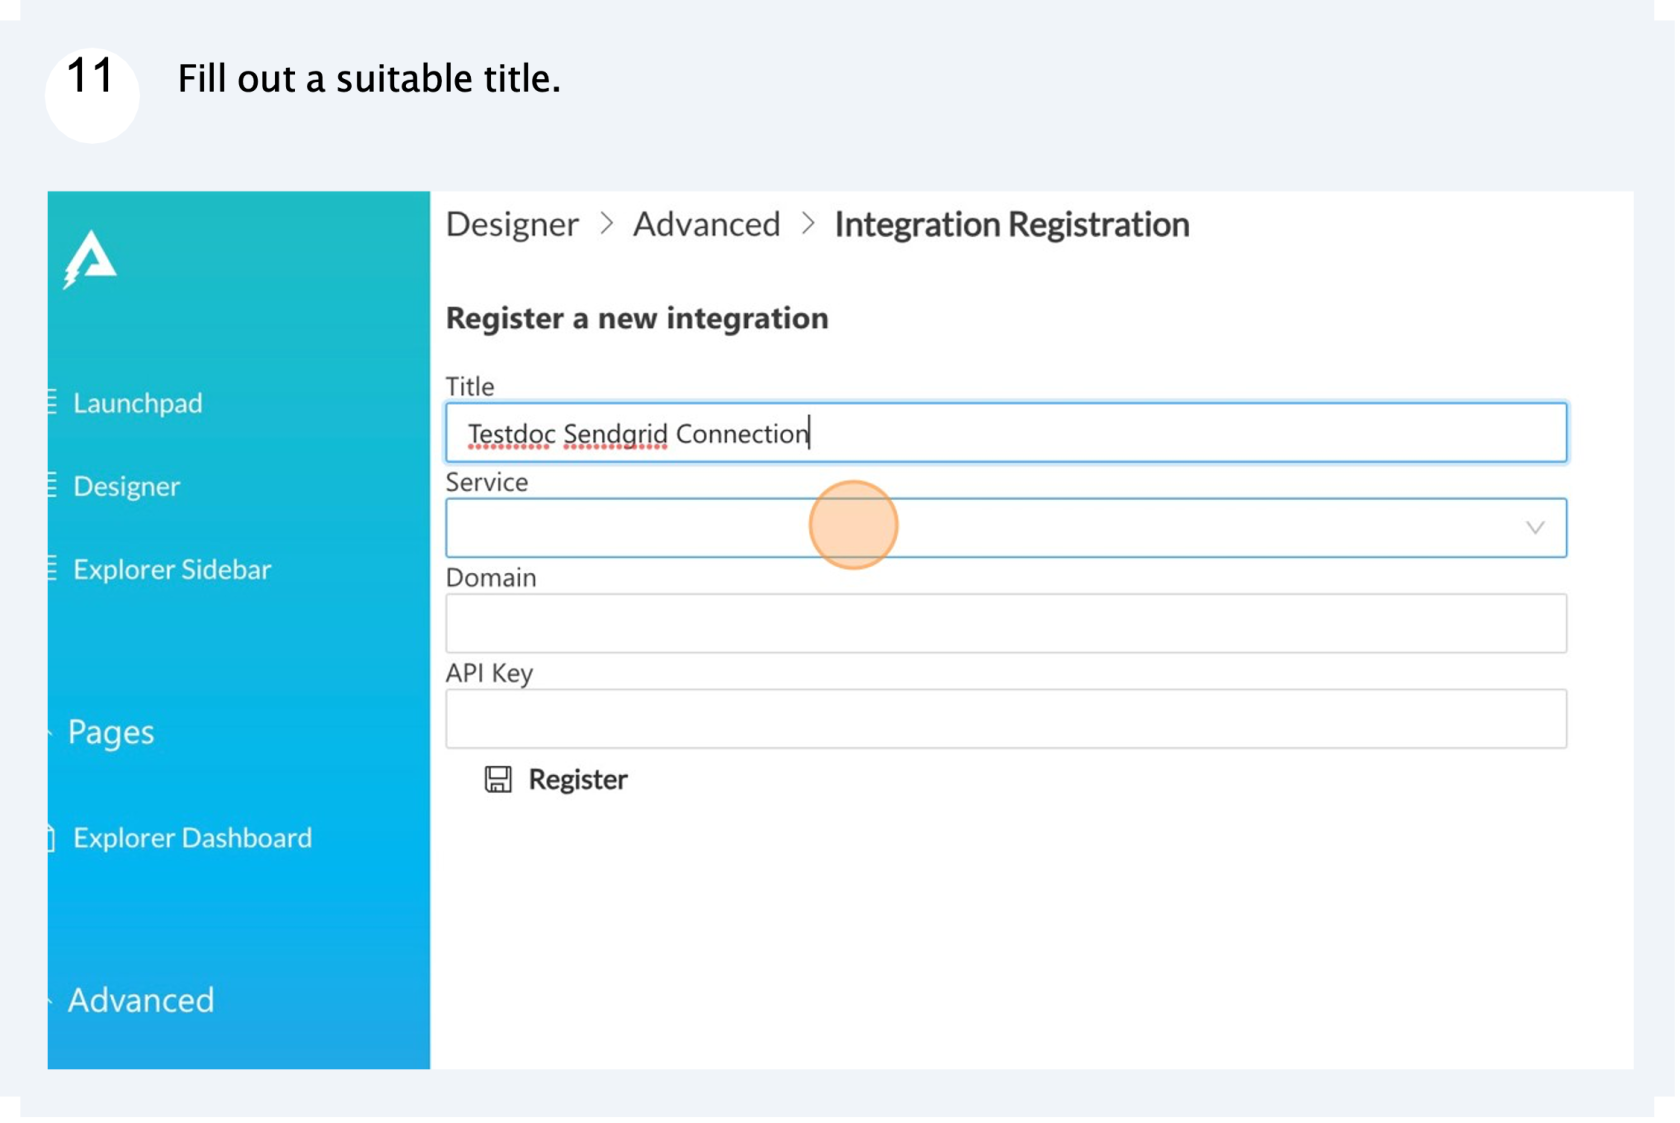 11 Fill out a suitable title.
Designer > Advanced > Integration Registration
Register a new integration
Title
Testdoc Sendgrid Connection
Service
Domain
API Key
Register
Launchpad
Designer
Explorer Sidebar
Pages
Explorer Dashboard
Advanced